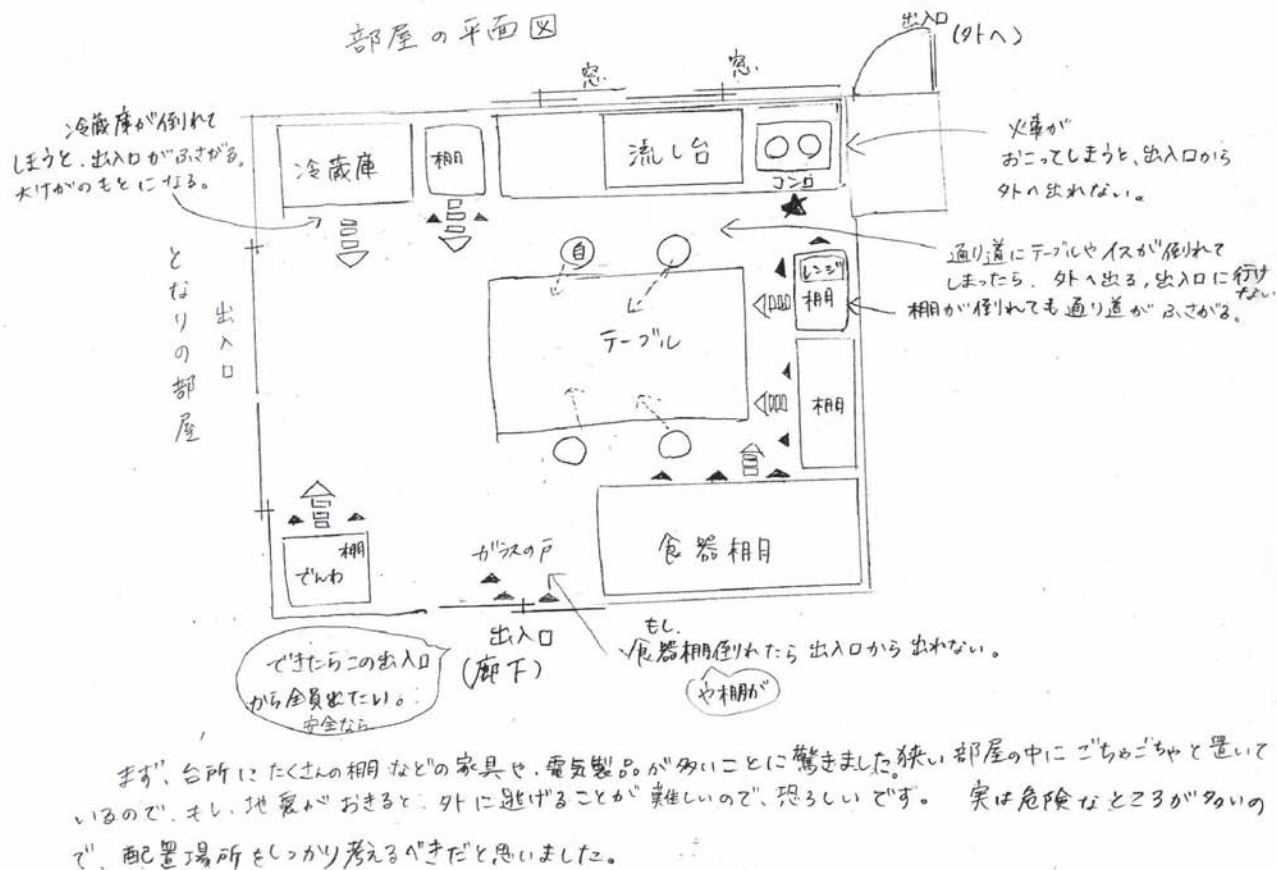 部屋の平面図
出入口
(外へ)
窓
窓
冷蔵庫が倒れて
しまうと、出入口がふさがる。
大けがのもとになる。
冷蔵庫
棚
流し台
コンロ
火事が
おこってしまうと、出入口から
外へ出れない。
通り道にテーブルやイスが倒れて
しまったら、外へ出る,出入口に行け
ない
棚が倒れても通り道がふさがる。
となりの部屋
出入口
自
テーブル
レンジ
棚
棚
食器棚
棚
でんわ
ガラスの戸
出入口
(廊下)
できたらこの出入口
から全員出たい。
安全なら
もし、
食器棚倒れたら出入口から出れない。
や棚が
まず、台所にたくさんの棚などの家具や、電気製品が多いことに驚きました。狭い部屋の中にごちゃごちゃと置いて
いるので、もし、地震がおきると、外に逃げることが難しいので、恐ろしいです。 実は危険なところが多いの
で、配置場所をしっかり考えるべきだと思いました。